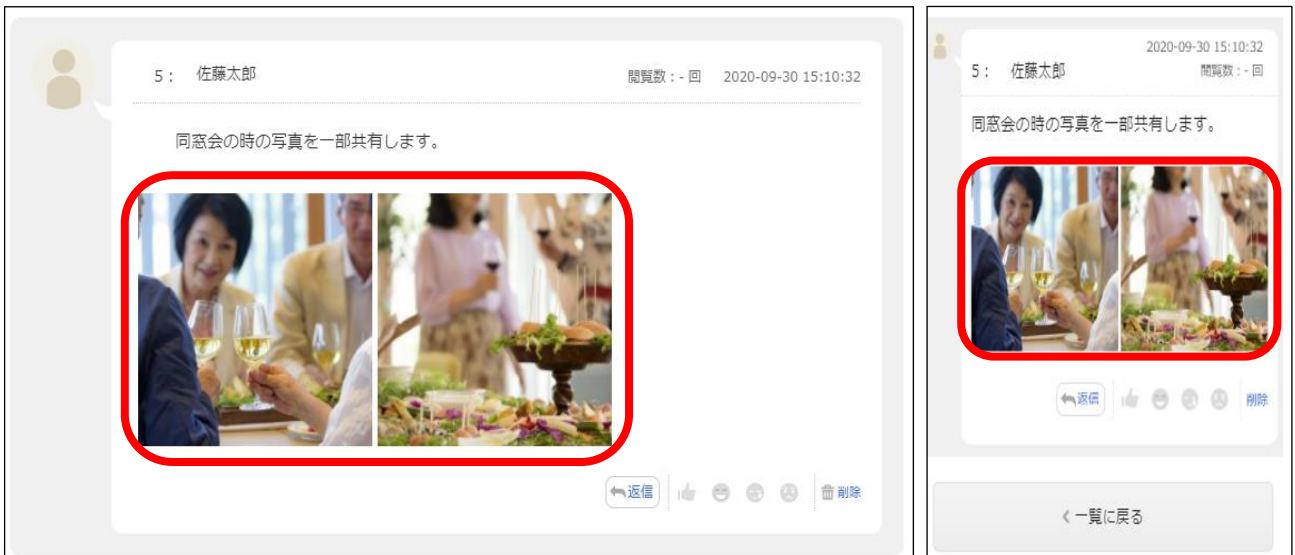 5： 佐藤太郎 閲覧数：- 回 2020-09-30 15:10:32
同窓会の時の写真を一部共有します。
返信 削除
2020-09-30 15:10:32
5： 佐藤太郎 閲覧数：- 回
同窓会の時の写真を一部共有します。
返信 削除
一覧に戻る